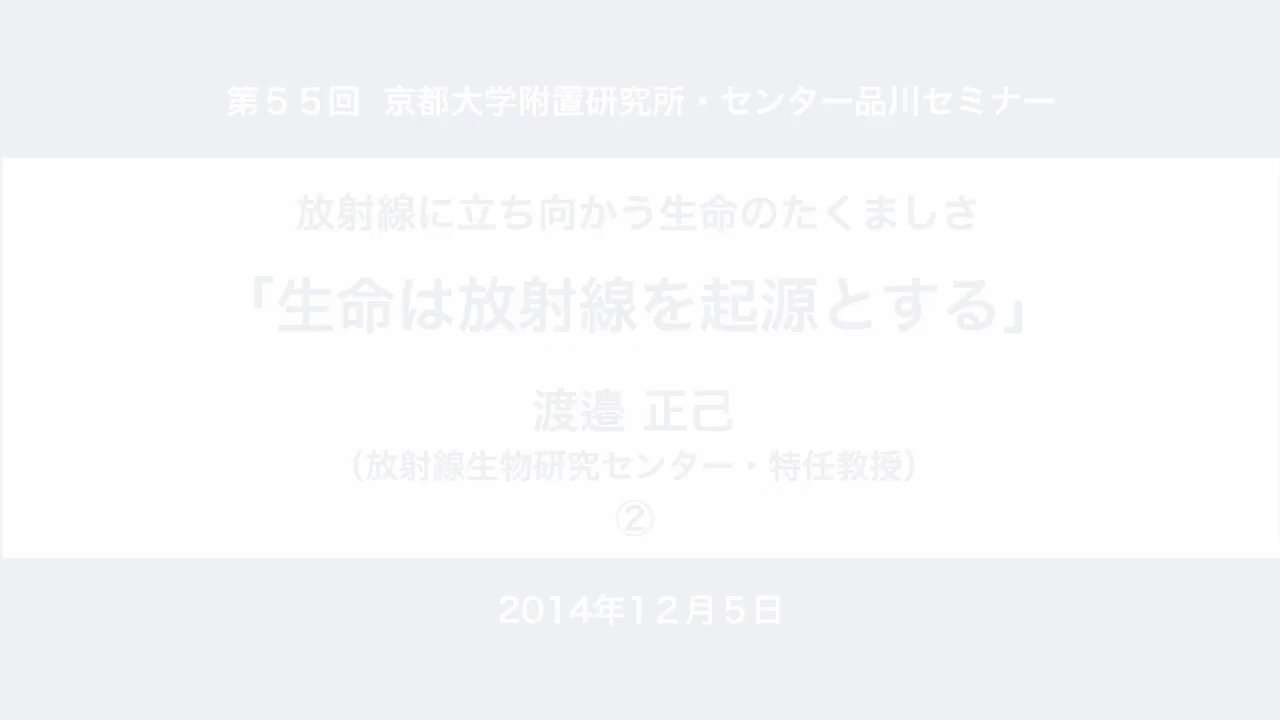 第５５回 京都大学附置研究所・センター品川セミナー
放射線に立ち向かう生命のたくましさ
「生命は放射線を起源とする」
渡邉 正己
(放射線生物研究センター・特任教授)
②
2014年1２月５日